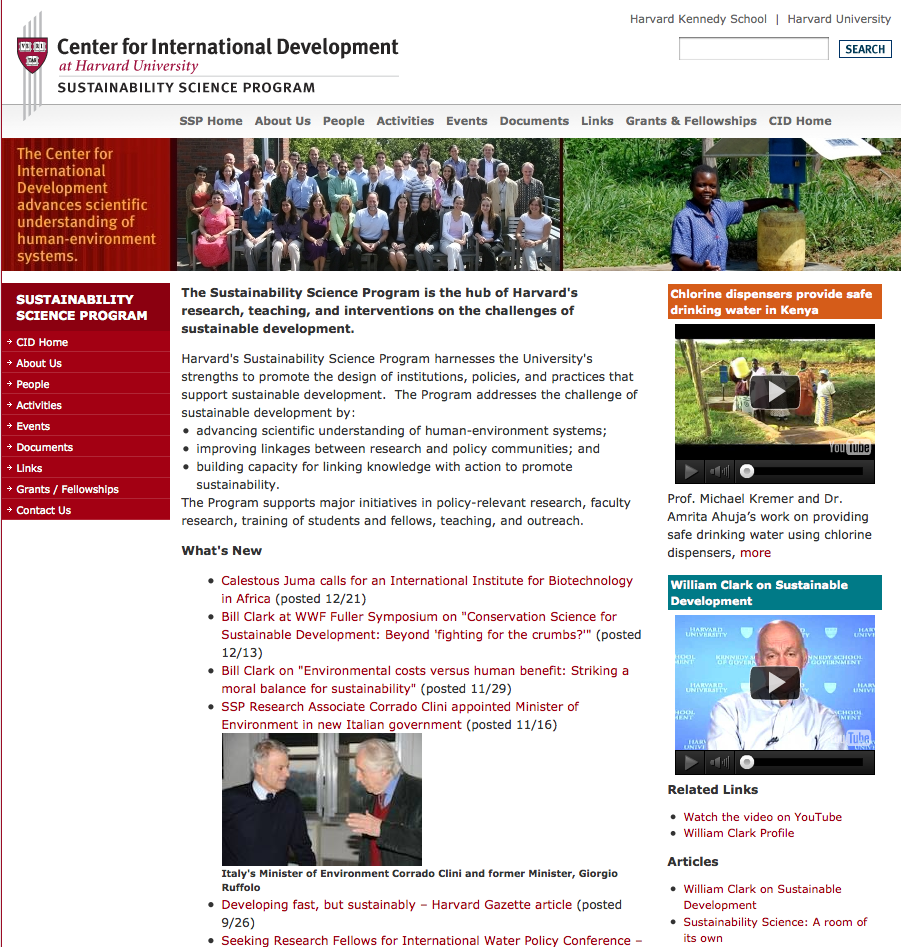 Harvard Kennedy School | Harvard University
VE RI
TAS
Center for International Development
at Harvard University
SUSTAINABILITY SCIENCE PROGRAM
SEARCH
SSP Home About Us People Activities Events Documents Links Grants & Fellowships CID Home
The Center for
International
Development
advances scientific
understanding of
human-environment
systems.
SUSTAINABILITY
SCIENCE PROGRAM
CID Home
About Us
People
Activities
Events
Documents
Links
Grants / Fellowships
Contact Us
The Sustainability Science Program is the hub of Harvard's
research, teaching, and interventions on the challenges of
sustainable development.
Harvard's Sustainability Science Program harnesses the University's
strengths to promote the design of institutions, policies, and practices that
support sustainable development. The Program addresses the challenge of
sustainable development by:
• advancing scientific understanding of human-environment systems;
• improving linkages between research and policy communities; and
• building capacity for linking knowledge with action to promote
sustainability.
The Program supports major initiatives in policy-relevant research, faculty
research, training of students and fellows, teaching, and outreach.
What's New
• Calestous Juma calls for an International Institute for Biotechnology
in Africa (posted 12/21)
• Bill Clark at WWF Fuller Symposium on "Conservation Science for
Sustainable Development: Beyond 'fighting for the crumbs?'" (posted
12/13)
• Bill Clark on "Environmental costs versus human benefit: Striking a
moral balance for sustainability" (posted 11/29)
• SSP Research Associate Corrado Clini appointed Minister of
Environment in new Italian government (posted 11/16)
Italy's Minister of Environment Corrado Clini and former Minister, Giorgio
Ruffolo
• Developing fast, but sustainably – Harvard Gazette article (posted
9/26)
• Seeking Research Fellows for International Water Policy Conference –
Chlorine dispensers provide safe
drinking water in Kenya
YouTube
Prof. Michael Kremer and Dr.
Amrita Ahuja’s work on providing
safe drinking water using chlorine
dispensers, more
William Clark on Sustainable
Development
HARVARD
UNIVERSITY
HARVARD
UNIVERSITY
Tube
Related Links
• Watch the video on YouTube
• William Clark Profile
Articles
• William Clark on Sustainable
Development
• Sustainability Science: A room of
its own